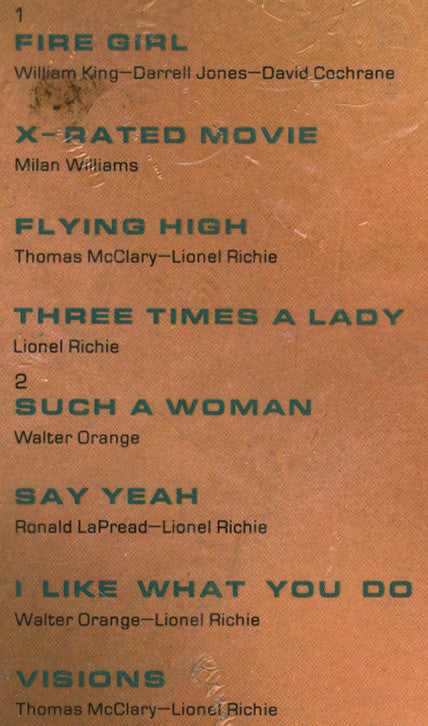 1
FIRE GIRL
William King—Darrell Jones—David Cochrane
X-RATED MOVIE
Milan Williams
FLYING HIGH
Thomas McClary—Lionel Richie
THREE TIMES A LADY
Lionel Richie
2
SUCH A WOMAN
Walter Orange
SAY YEAH
Ronald LaPread—Lionel Richie
I LIKE WHAT YOU DO
Walter Orange—Lionel Richie
VISIONS
Thomas McClary—Lionel Richie